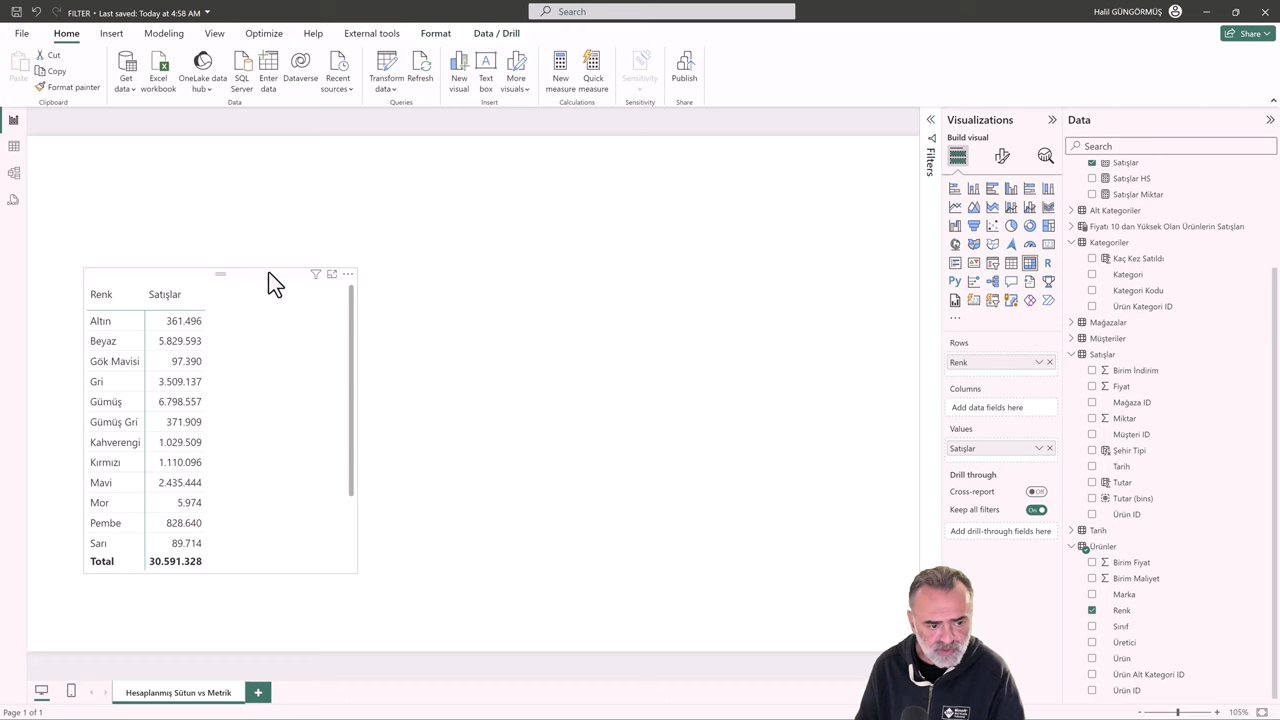 FILTER • Last saved: Today at 4:58 AM
Search
Halil GÜNGÖRMÜŞ
File Home Insert Modeling View Optimize Help External tools Format Data / Drill
Share
Paste
Cut
Copy
Format painter
Get data
Excel workbook
OneLake data hub
SQL Server
Enter data
Dataverse
Recent sources
Transform data
Refresh
New visual
Text box
More visuals
New measure
Quick measure
Sensitivity
Publish
Clipboard Data Queries Insert Calculations Sensitivity Share
Renk Satışlar
Altın 361.496
Beyaz 5.829.593
Gök Mavisi 97.390
Gri 3.509.137
Gümüş 6.798.557
Gümüş Gri 371.909
Kahverengi 1.029.509
Kırmızı 1.110.096
Mavi 2.435.444
Mor 5.974
Pembe 828.640
Sarı 89.714
Total 30.591.328
Filters
Visualizations
Build visual
R
Py
Rows
Renk
Columns
Add data fields here
Values
Satışlar
Drill through
Cross-report Off
Keep all filters On
Add drill-through fields here
Data
Search
Satışlar
Satışlar HS
Satışlar Miktar
Alt Kategoriler
Fiyatı 10 dan Yüksek Olan Ürünlerin Satışları
Kategoriler
Kaç Kez Satıldı
Kategori
Kategori Kodu
Ürün Kategori ID
Mağazalar
Müşteriler
Satışlar
Birim İndirim
Fiyat
Mağaza ID
Miktar
Müşteri ID
Şehir Tipi
Tarih
Tutar
Tutar (bins)
Ürün ID
Tarih
Ürünler
Birim Fiyat
Birim Maliyet
Marka
Renk
Sınıf
Üretici
Ürün
Ürün Alt Kategori ID
Ürün ID
Hesaplanmış Sütun vs Metrik
Page 1 of 1
105%